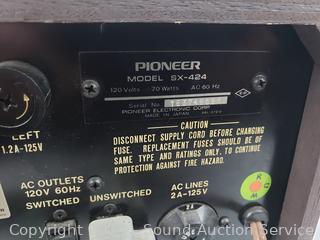 PIONEER
MODEL SX-424
120 Volts 70 Watts AC 60 Hz
Serial No.
PIONEER ELECTRONIC CORP.
MADE IN JAPAN
CAUTION
DISCONNECT SUPPLY CORD BEFORE CHANGING
FUSE. REPLACEMENT FUSES SHOULD BE OF
SAME TYPE AND RATINGS ONLY. TO CONTINUE
PROTECTION AGAINST FIRE HAZARD.
LEFT
1.2A-125V
AC OUTLETS
120V 60Hz
SWITCHED UNSWITCHED
AC LINES
2A-125V
R
Sound Auction Service